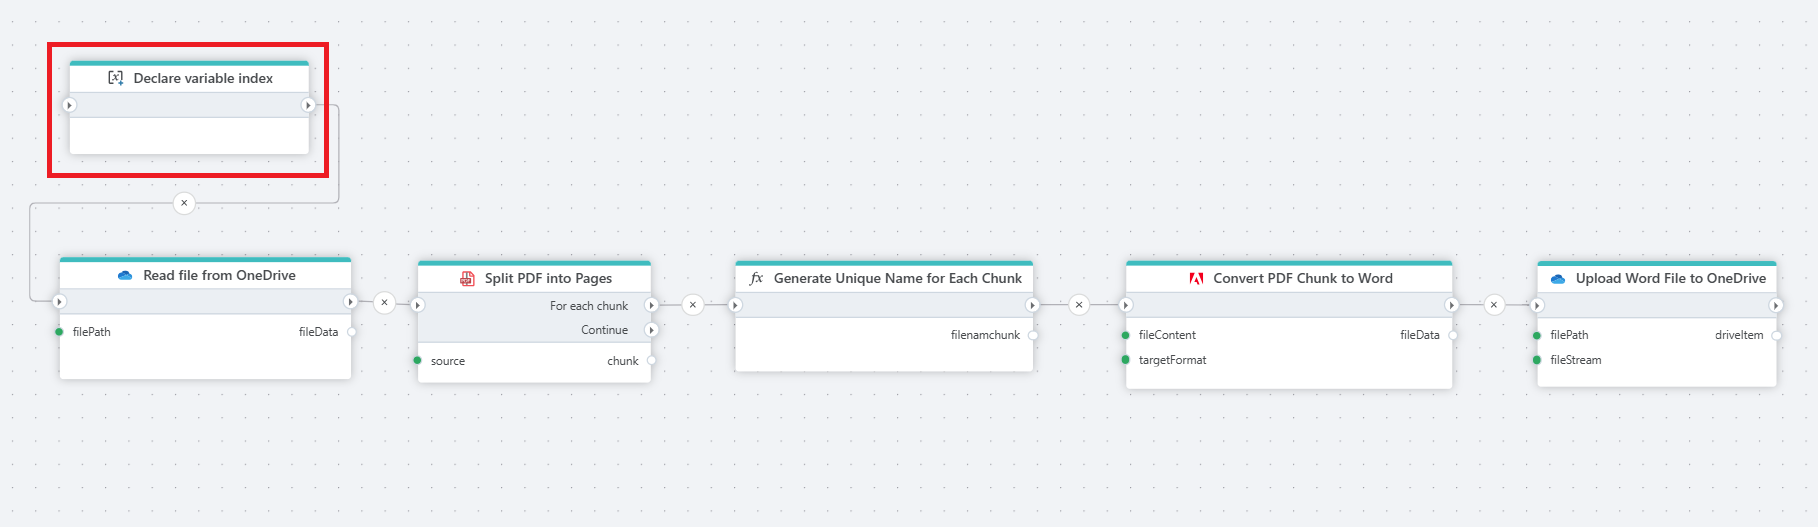 Declare variable index
Read file from OneDrive
filePath
fileData
Split PDF into Pages
For each chunk
Continue
source
chunk
fx Generate Unique Name for Each Chunk
filenamchunk
Convert PDF Chunk to Word
fileContent
fileData
targetFormat
Upload Word File to OneDrive
filePath
driveItem
fileStream